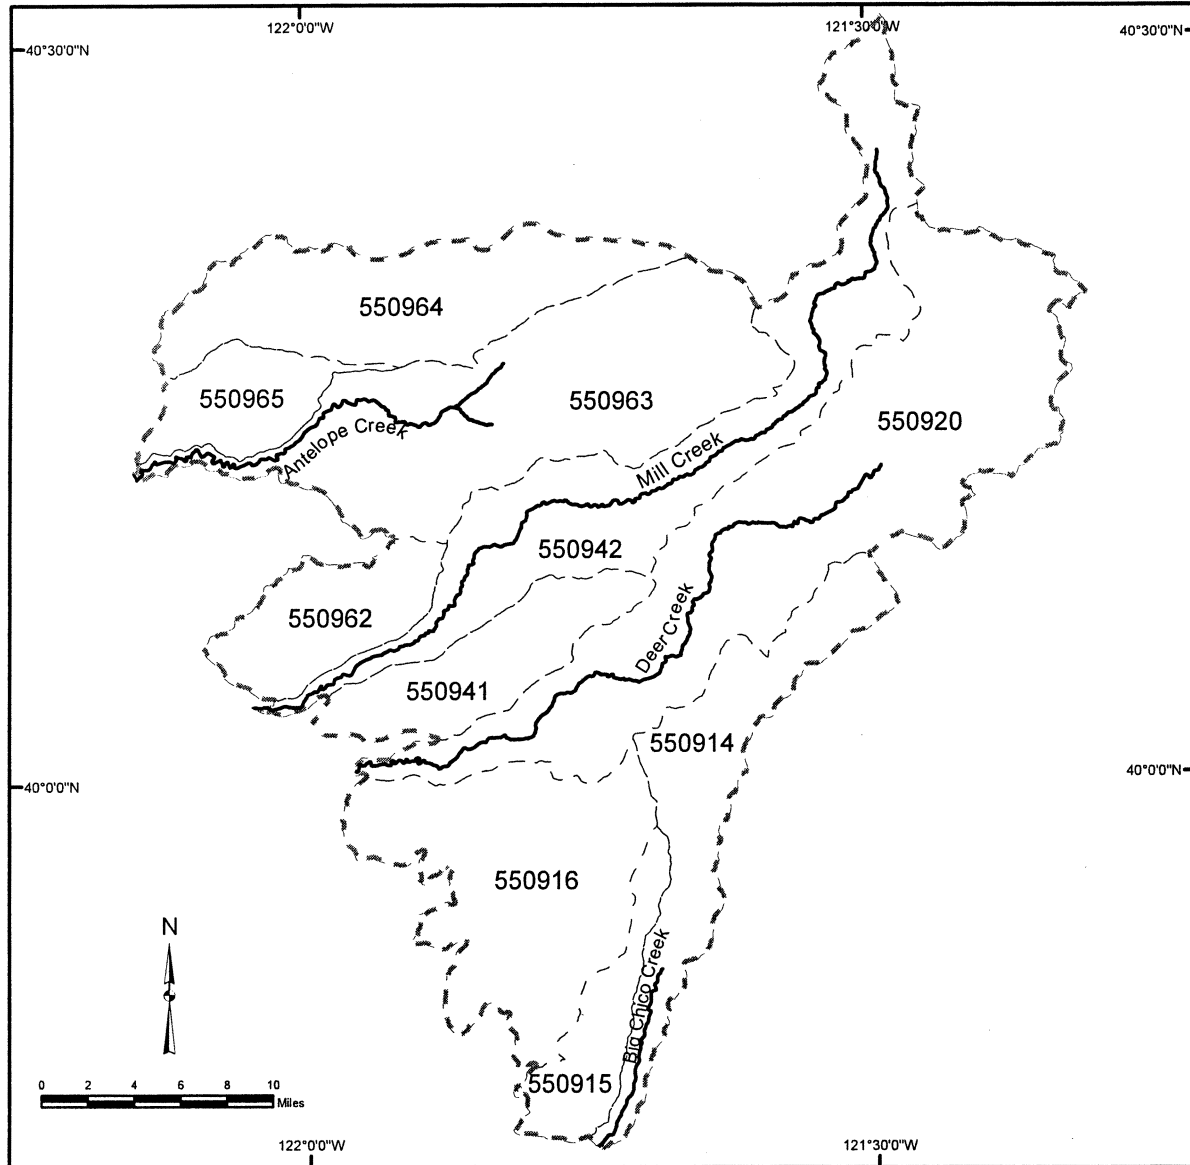 122°0'0"W
121°30'0"W
40°30'0"N
40°30'0"N
550964
550965
550963
550920
Antelope Creek
Mill Creek
550942
550962
Deer Creek
550941
550914
40°0'0"N
40°0'0"N
550916
N
Big Chico Creek
550915
0 2 4 6 8 10
Miles
122°0'0"W
121°30'0"W